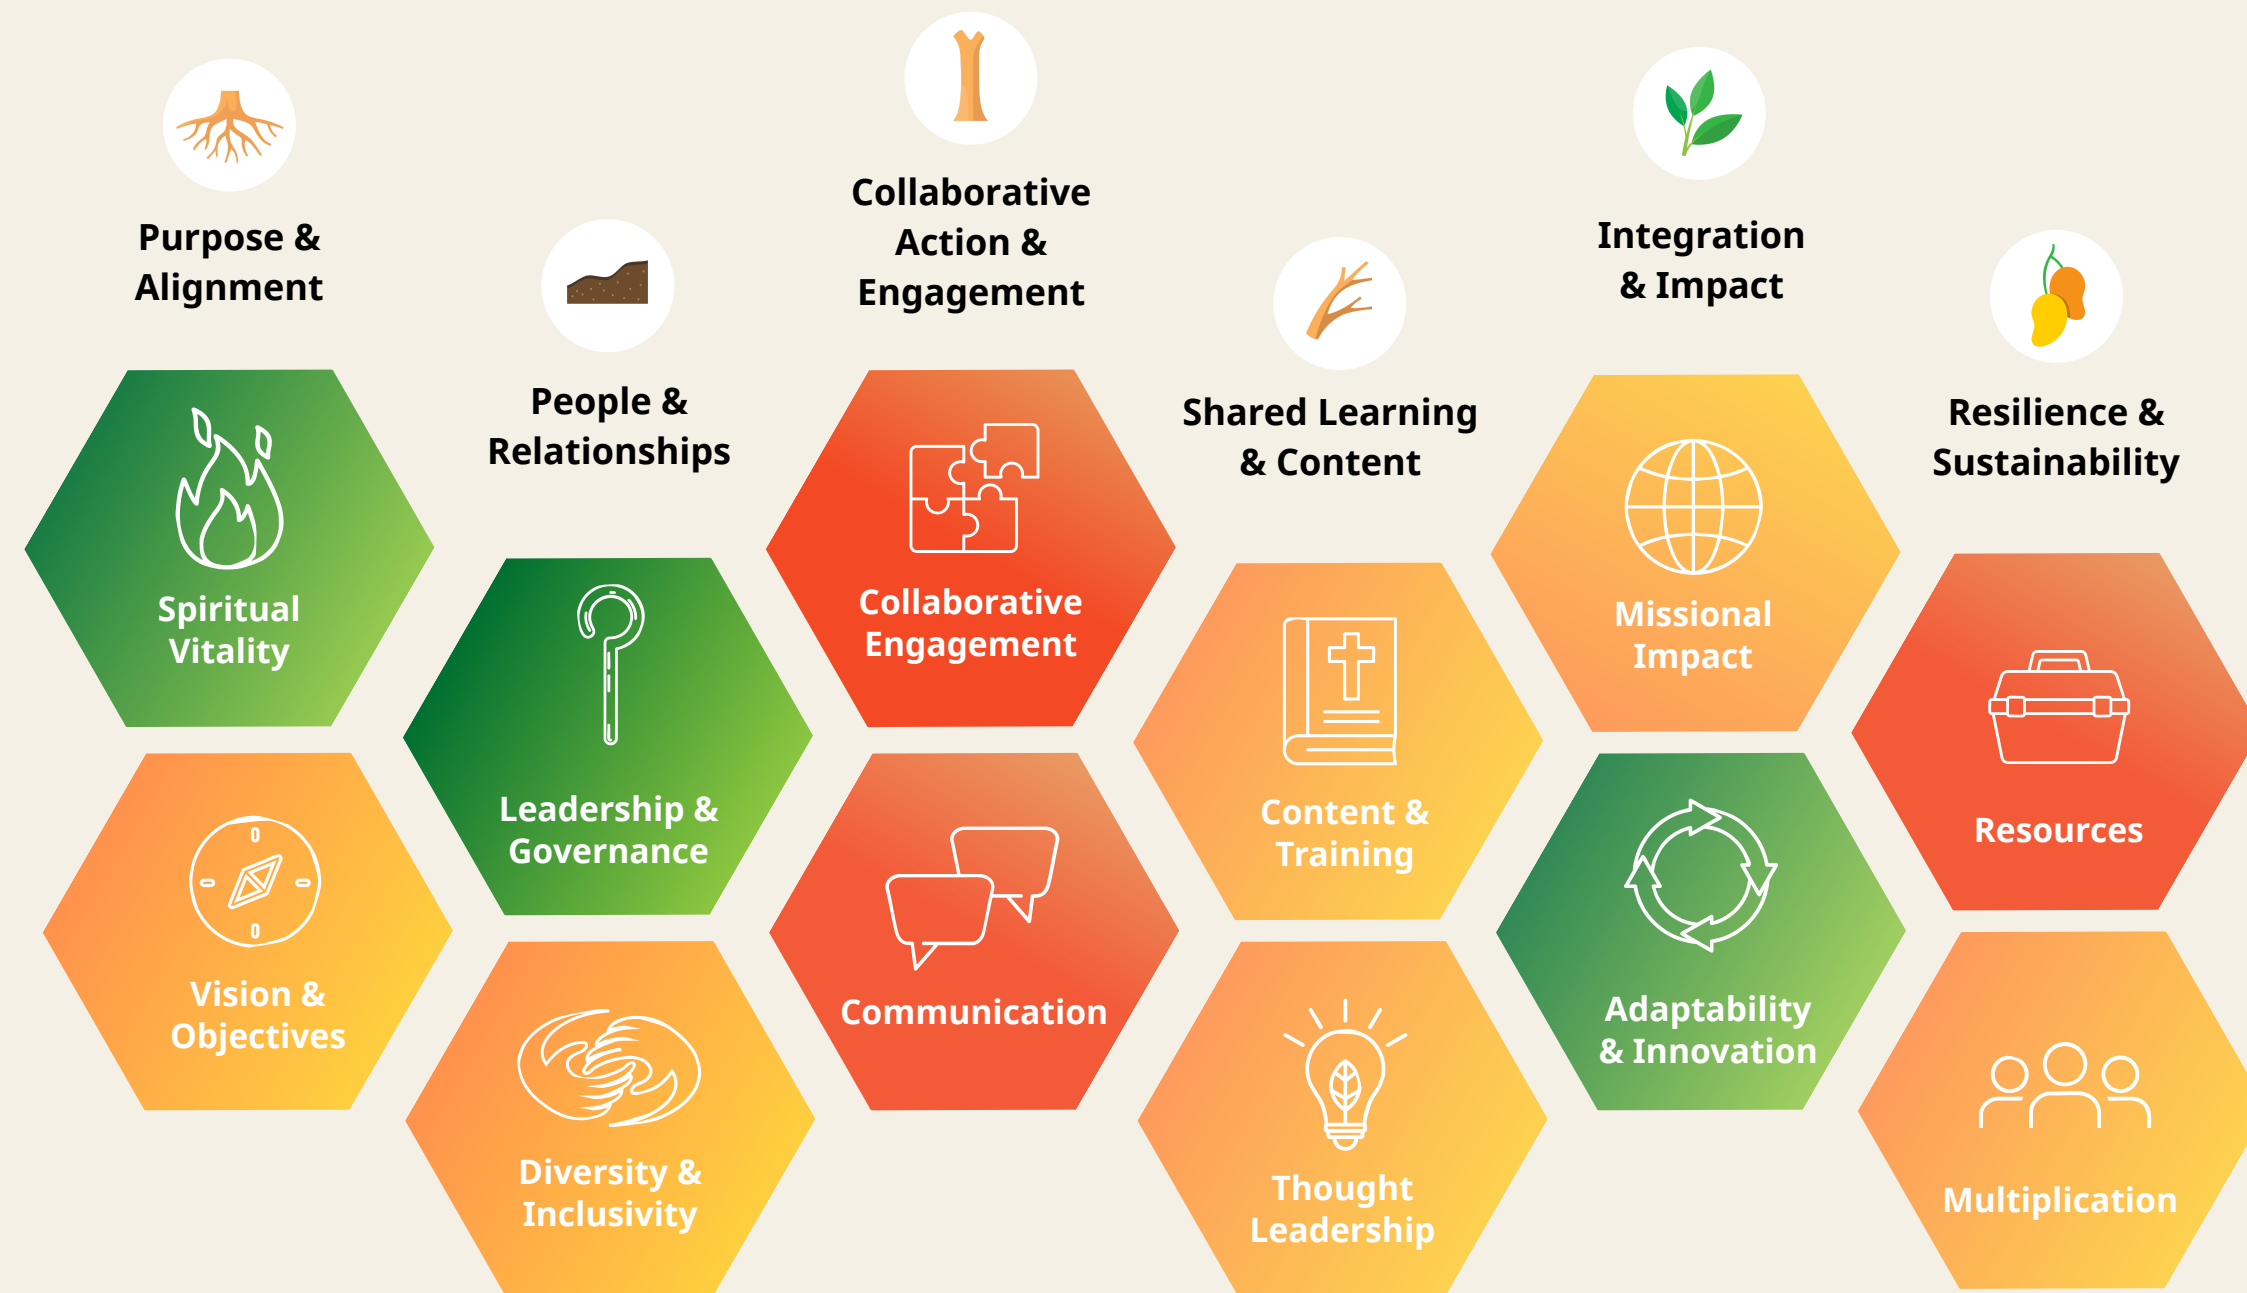 Purpose &
Alignment
Spiritual
Vitality
Vision &
Objectives
People &
Relationships
Leadership &
Governance
Diversity &
Inclusivity
Collaborative
Action &
Engagement
Collaborative
Engagement
Communication
Shared Learning
& Content
Content &
Training
Thought
Leadership
Integration
& Impact
Missional
Impact
Adaptability
& Innovation
Resilience &
Sustainability
Resources
Multiplication